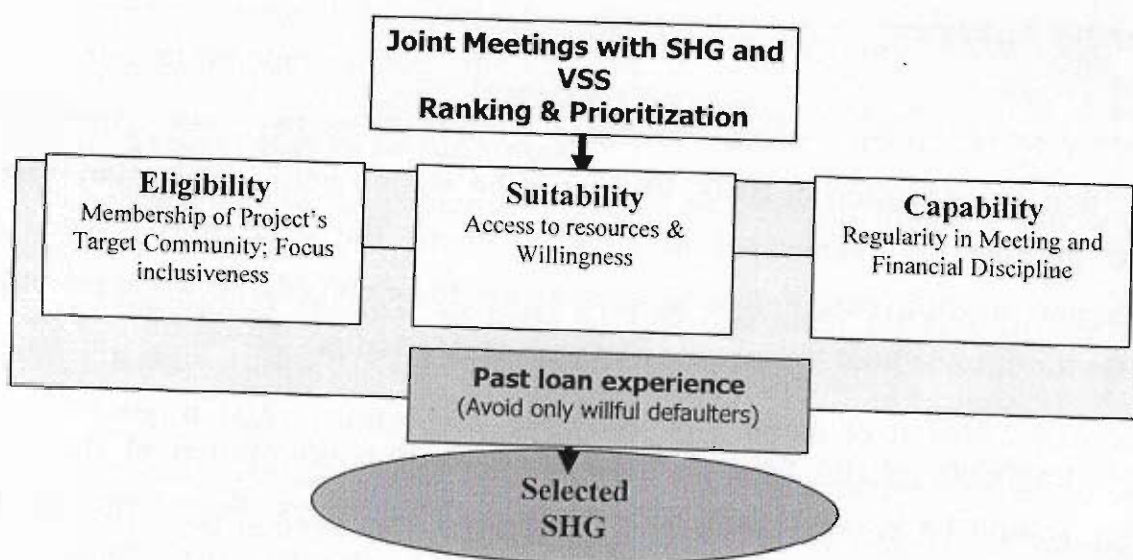 Joint Meetings with SHG and
VSS
Ranking & Prioritization
Eligibility
Membership of Project's
Target Community; Focus
inclusiveness
Suitability
Access to resources &
Willingness
Capability
Regularity in Meeting and
Financial Discipline
Past loan experience
(Avoid only willful defaulters)
Selected
SHG